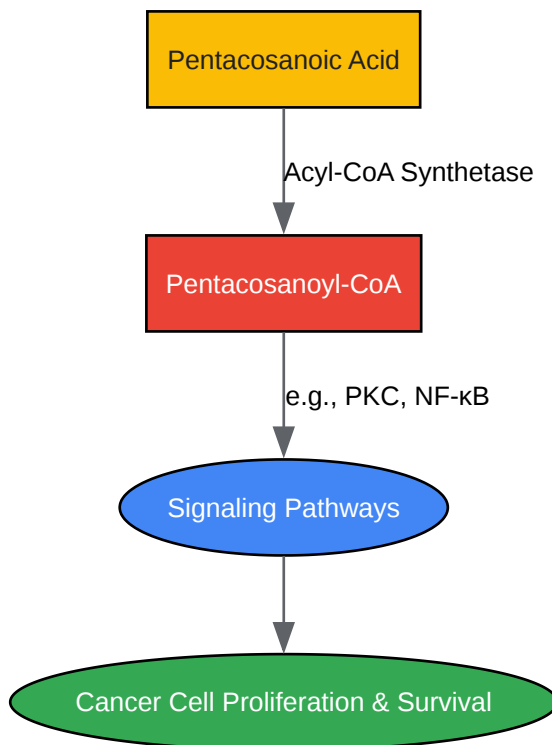 Pentacosanoic Acid
Acyl-CoA Synthetase
Pentacosanoyl-CoA
e.g., PKC, NF-κB
Signaling Pathways
Cancer Cell Proliferation & Survival